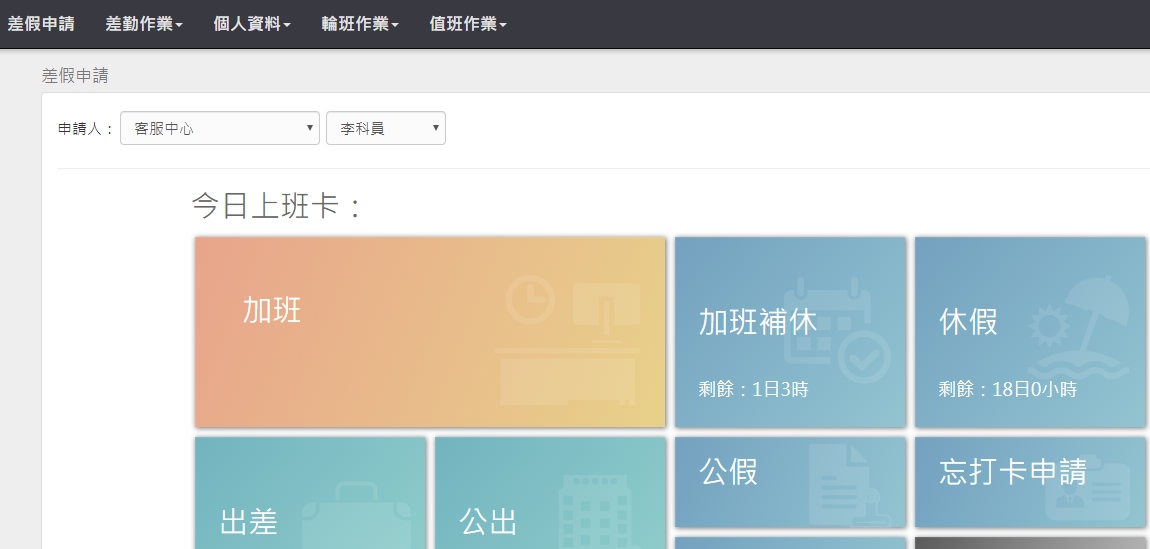 差假申請 差勤作業 個人資料 輪班作業 值班作業
差假申請
申請人： 客服中心 李科員
今日上班卡：
加班
加班補休
剩餘：1日3時
休假
剩餘：18日0小時
公假
忘打卡申請
出差
公出